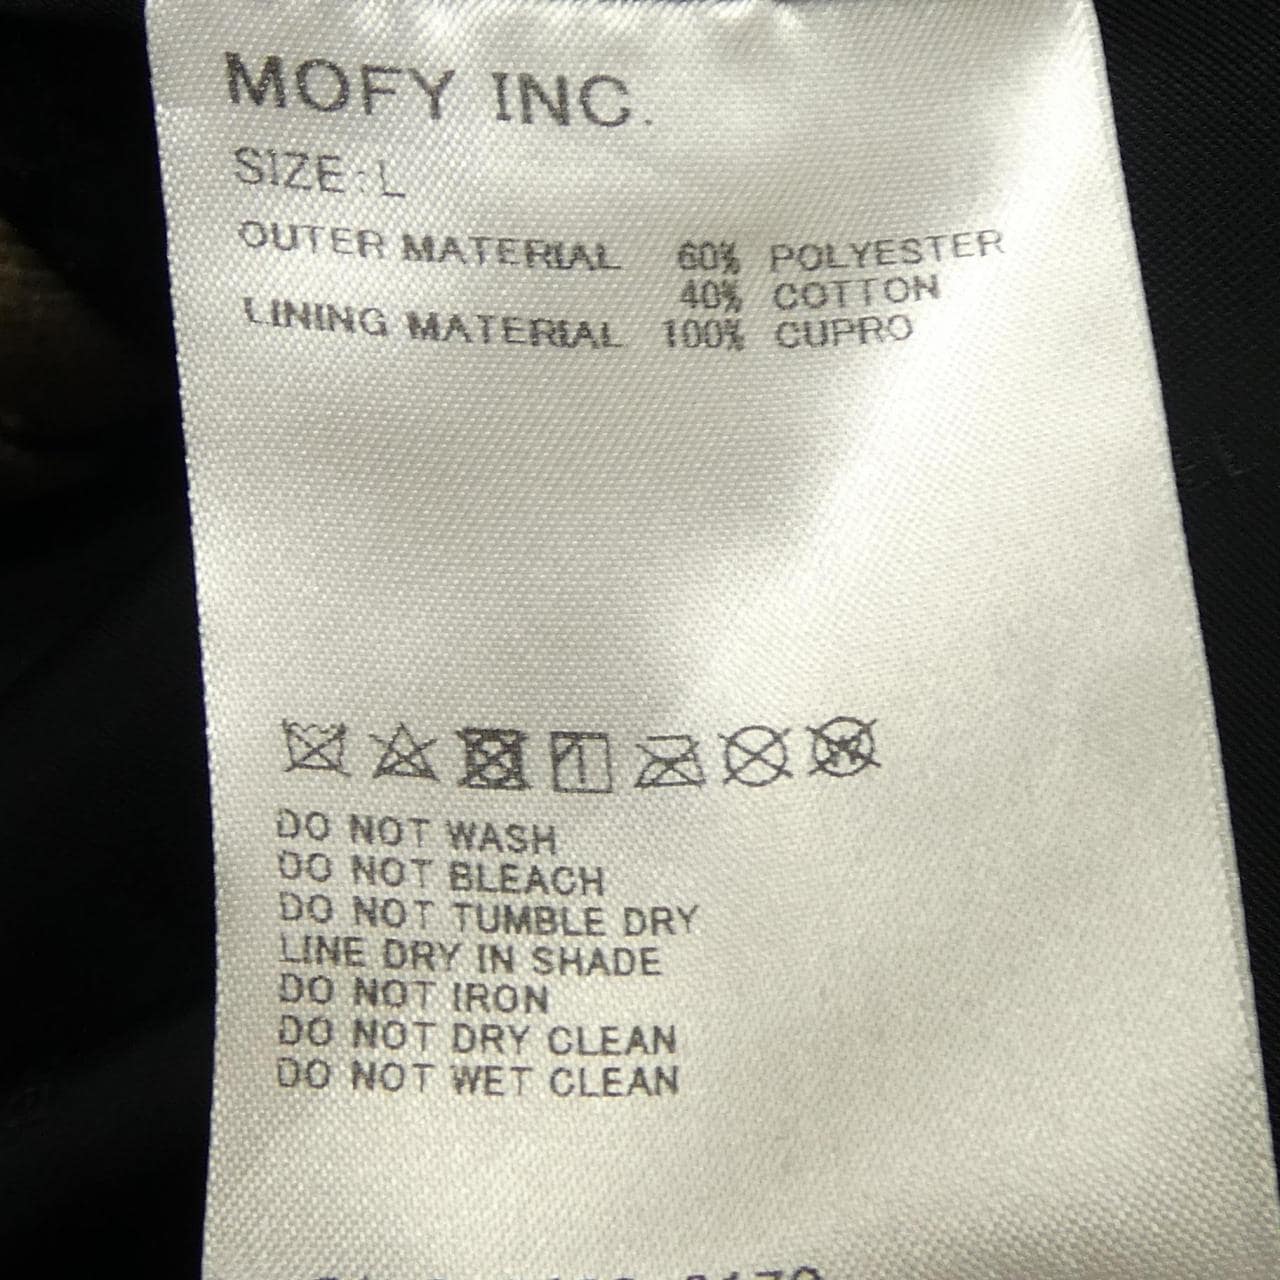 MOFY INC.
SIZE:L
OUTER MATERIAL 60% POLYESTER
40% COTTON
LINING MATERIAL 100% CUPRO
DO NOT WASH
DO NOT BLEACH
DO NOT TUMBLE DRY
LINE DRY IN SHADE
DO NOT IRON
DO NOT DRY CLEAN
DO NOT WET CLEAN